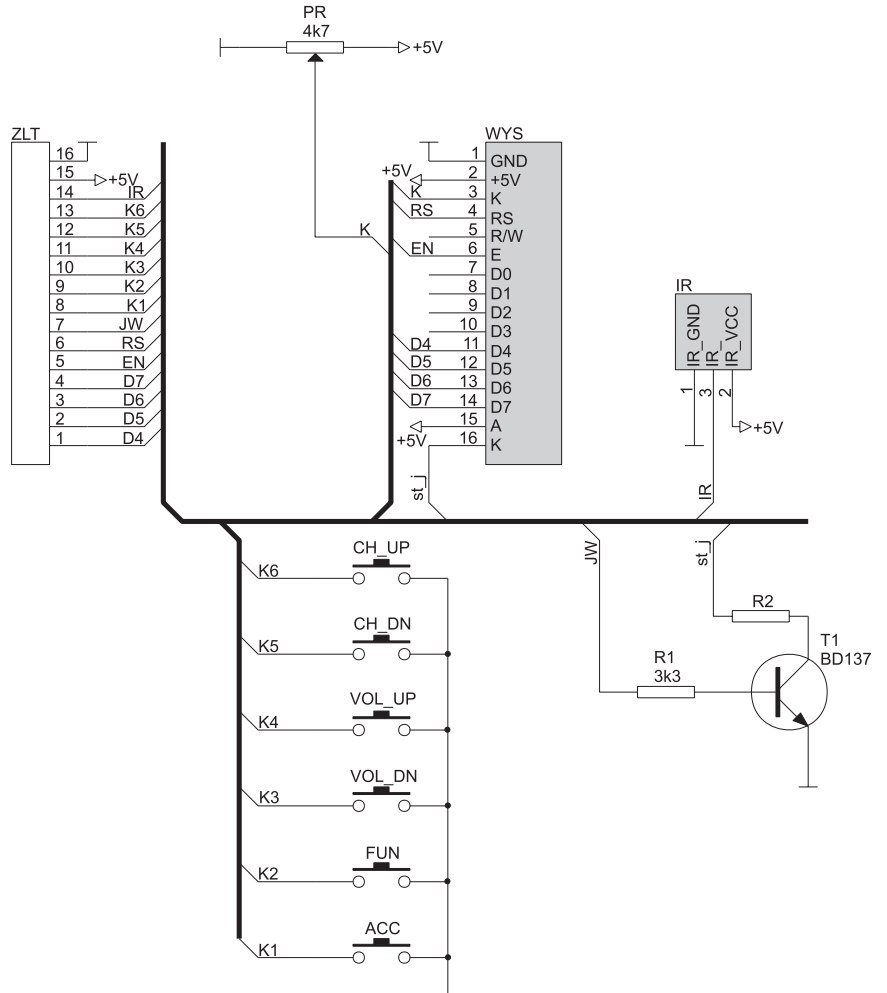 PR
4k7
+5V
ZLT
16
15
+5V
14
IR
13
K6
12
K5
11
K4
10
K3
9
K2
8
K1
7
JW
6
RS
5
EN
4
D7
3
D6
2
D5
1
D4
K
WYS
1
GND
+5V
2
+5V
K
3
K
RS
4
RS
5
R/W
EN
6
E
7
D0
8
D1
9
D2
10
D3
D4
11
D4
D5
12
D5
D6
13
D6
D7
14
D7
+5V
15
A
16
K
st_j
IR
IR_GND
IR_
IR_VCC
1
3
2
+5V
IR
JW
st_j
R2
T1
BD137
R1
3k3
CH_UP
K6
CH_DN
K5
VOL_UP
K4
VOL_DN
K3
FUN
K2
ACC
K1